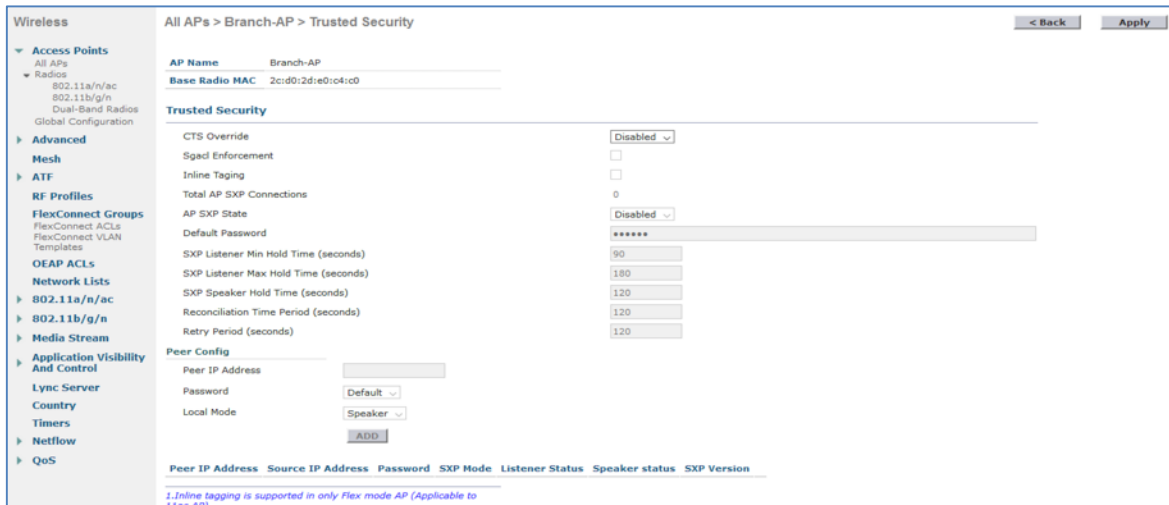 Wireless
Access Points
All APs
Radios
802.11a/n/ac
802.11b/g/n
Dual-Band Radios
Global Configuration
Advanced
Mesh
ATF
RF Profiles
FlexConnect Groups
FlexConnect ACLs
FlexConnect VLAN
Templates
OEAP ACLs
Network Lists
802.11a/n/ac
802.11b/g/n
Media Stream
Application Visibility
And Control
Lync Server
Country
Timers
Netflow
QoS
All APs > Branch-AP > Trusted Security
< Back Apply
AP Name Branch-AP
Base Radio MAC 2c:d0:2d:e0:c4:c0
Trusted Security
CTS Override Disabled
Sgacl Enforcement
Inline Taging
Total AP SXP Connections 0
AP SXP State Disabled
Default Password ••••••
SXP Listener Min Hold Time (seconds) 90
SXP Listener Max Hold Time (seconds) 180
SXP Speaker Hold Time (seconds) 120
Reconciliation Time Period (seconds) 120
Retry Period (seconds) 120
Peer Config
Peer IP Address
Password Default
Local Mode Speaker
ADD
Peer IP Address Source IP Address Password SXP Mode Listener Status Speaker status SXP Version
1.Inline tagging is supported in only Flex mode AP (Applicable to